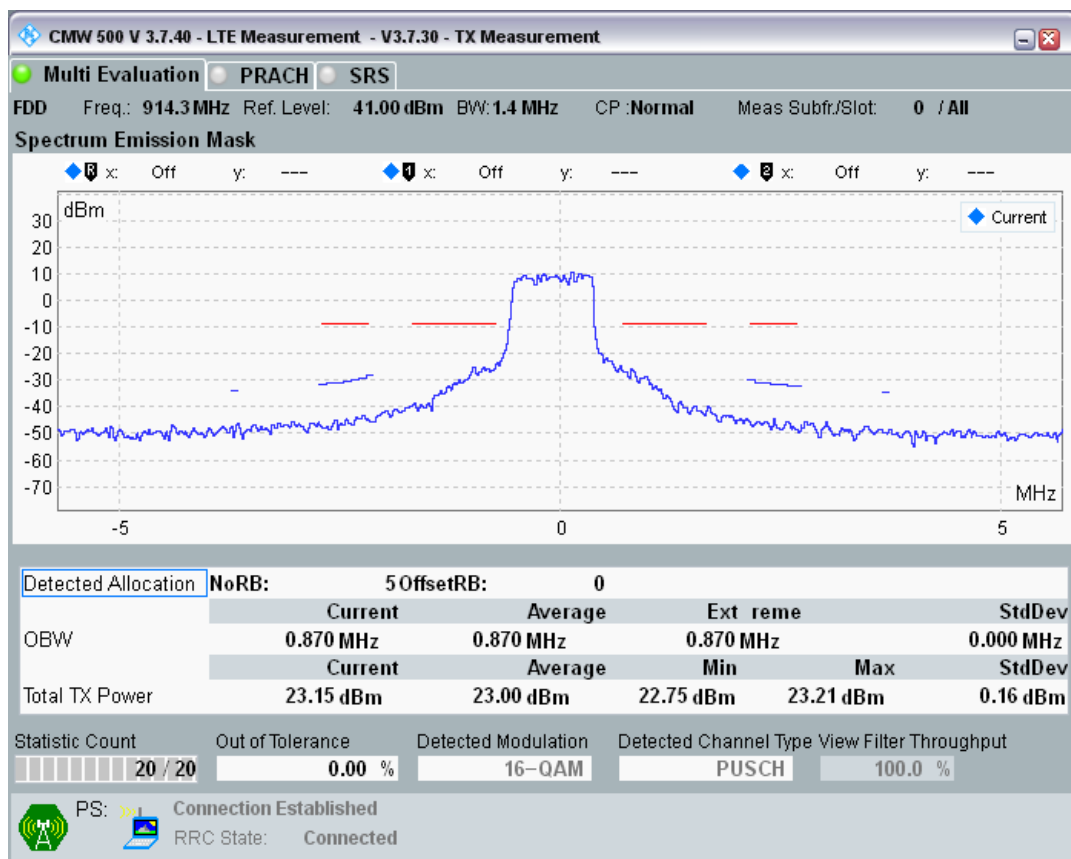 CMW 500 V 3.7.40 - LTE Measurement - V3.7.30 - TX Measurement
Multi Evaluation PRACH SRS
FDD Freq.: 914.3 MHz Ref. Level: 41.00 dBm BW: 1.4 MHz CP :Normal Meas Subfr./Slot: 0 / All
Spectrum Emission Mask
R x: Off y: --- 1 x: Off y: --- 2 x: Off y: ---
dBm
Current
30
20
10
0
-10
-20
-30
-40
-50
-60
-70
MHz
-5 0 5
Detected Allocation NoRB: 5 OffsetRB: 0
Current Average Ext reme StdDev
OBW 0.870 MHz 0.870 MHz 0.870 MHz 0.000 MHz
Current Average Min Max StdDev
Total TX Power 23.15 dBm 23.00 dBm 22.75 dBm 23.21 dBm 0.16 dBm
Statistic Count Out of Tolerance Detected Modulation Detected Channel Type View Filter Throughput
20 / 20 0.00 % 16-QAM PUSCH 100.0 %
PS: Connection Established
RRC State: Connected